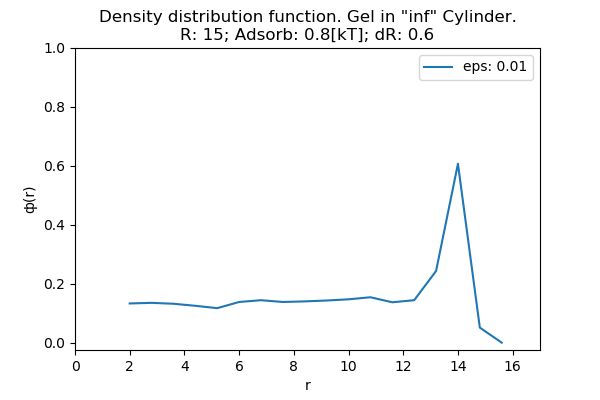 Density distribution function. Gel in "inf" Cylinder.
R: 15; Adsorb: 0.8[kT]; dR: 0.6
eps: 0.01
1.0
0.8
0.6
0.4
0.2
0.0
ф(r)
0 2 4 6 8 10 12 14 16
r